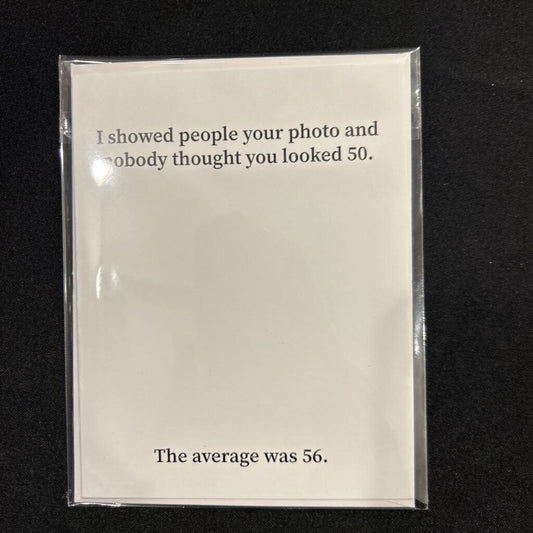 I showed people your photo and
nobody thought you looked 50.
The average was 56.